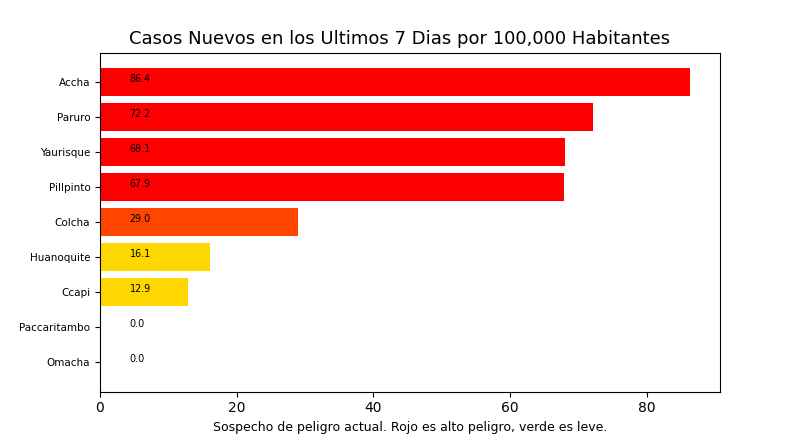 Casos Nuevos en los Ultimos 7 Dias por 100,000 Habitantes
Accha 86.4
Paruro 72.2
Yaurisque 68.1
Pillpinto 67.9
Colcha 29.0
Huanoquite 16.1
Ccapi 12.9
Paccaritambo 0.0
Omacha 0.0
0 20 40 60 80
Sospecho de peligro actual. Rojo es alto peligro, verde es leve.